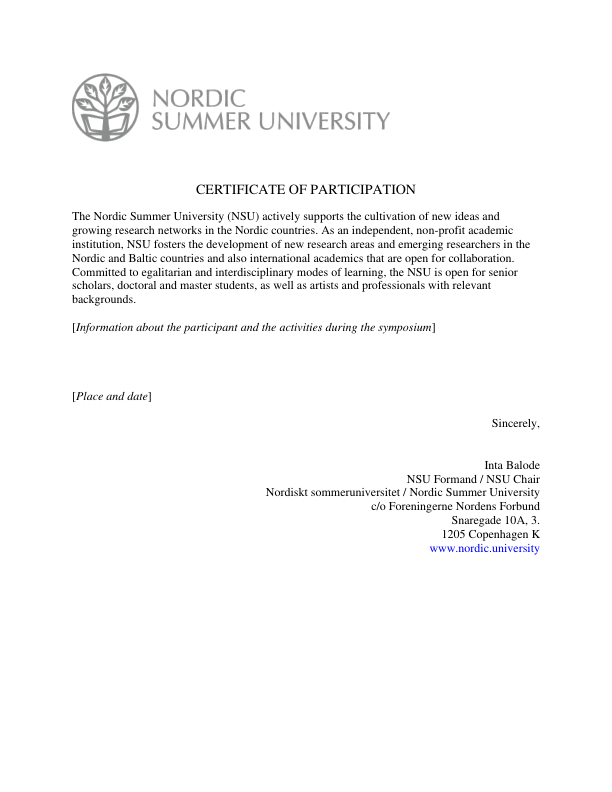 NORDIC
SUMMER UNIVERSITY
CERTIFICATE OF PARTICIPATION
The Nordic Summer University (NSU) actively supports the cultivation of new ideas and
growing research networks in the Nordic countries. As an independent, non-profit academic
institution, NSU fosters the development of new research areas and emerging researchers in the
Nordic and Baltic countries and also international academics that are open for collaboration.
Committed to egalitarian and interdisciplinary modes of learning, the NSU is open for senior
scholars, doctoral and master students, as well as artists and professionals with relevant
backgrounds.
[Information about the participant and the activities during the symposium]
[Place and date]
Sincerely,
Inta Balode
NSU Formand / NSU Chair
Nordiskt sommeruniversitet / Nordic Summer University
c/o Foreningerne Nordens Forbund
Snaregade 10A, 3.
1205 Copenhagen K
www.nordic.university